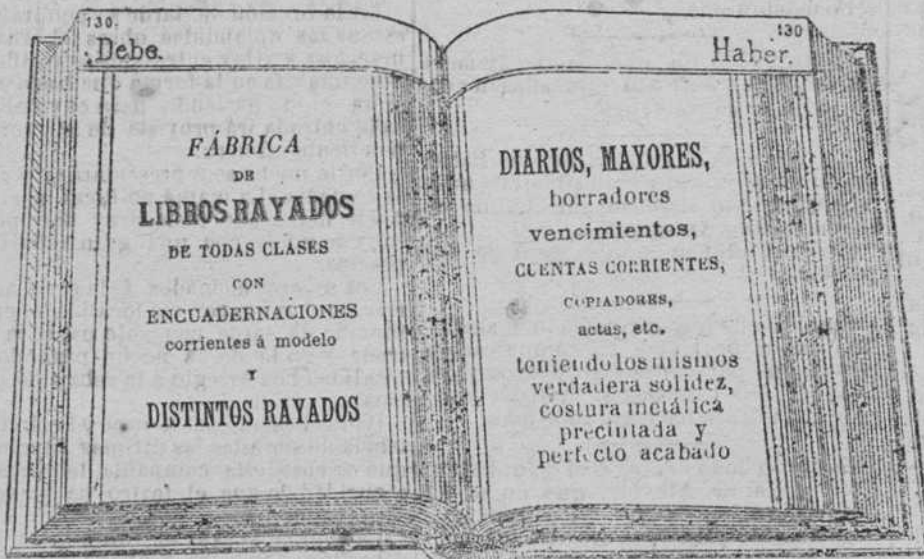 130
Debe.
FÁBRICA
DE
LIBROS RAYADOS
DE TODAS CLASES
CON
ENCUADERNACIONES
corrientes á modelo
Y
DISTINTOS RAYADOS
130
Haber.
DIARIOS, MAYORES,
borradores
vencimientos,
CUENTAS CORRIENTES,
COPIADORES,
actas, etc.
teniendo los mismos
verdadera solidez,
costura metálica
precintada y
perfecto acabado